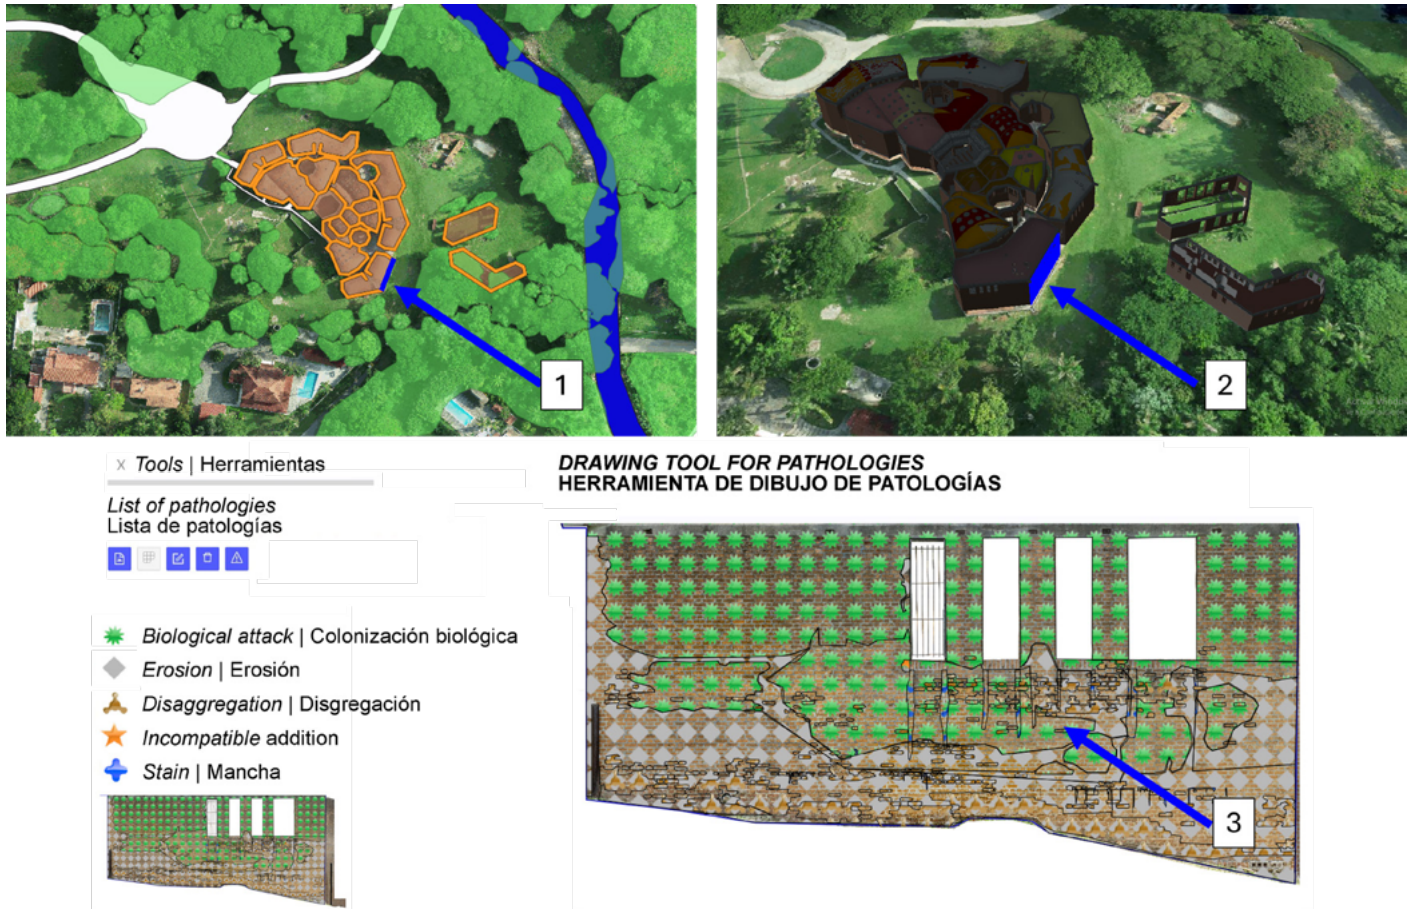 1
2
x Tools | Herramientas
List of pathologies
Lista de patologías
Biological attack | Colonización biológica
Erosion | Erosión
Disaggregation | Disgregación
Incompatible addition
Stain | Mancha
DRAWING TOOL FOR PATHOLOGIES
HERRAMIENTA DE DIBUJO DE PATOLOGÍAS
3